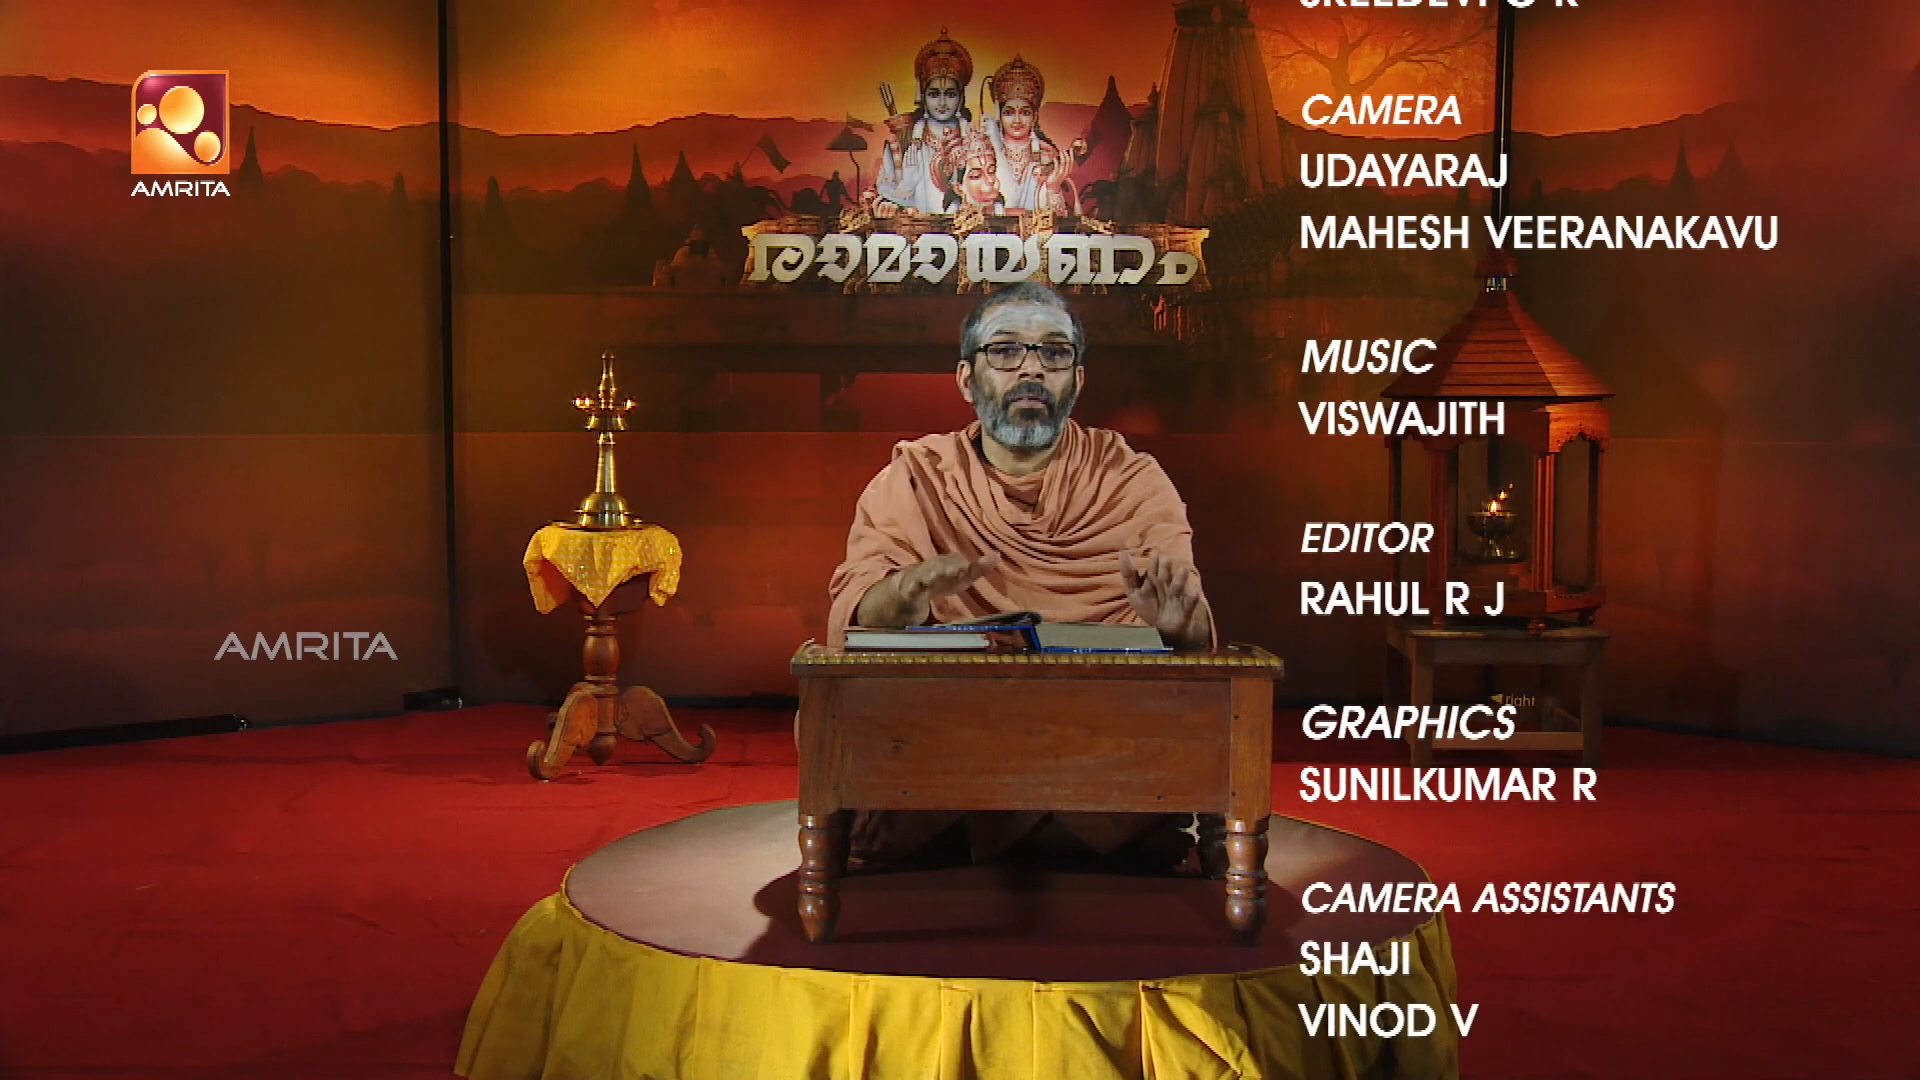 AMRITA
രാമായണം
AMRITA
CAMERA
UDAYARAJ
MAHESH VEERANAKAVU
MUSIC
VISWAJITH
EDITOR
RAHUL R J
GRAPHICS
SUNILKUMAR R
CAMERA ASSISTANTS
SHAJI
VINOD V